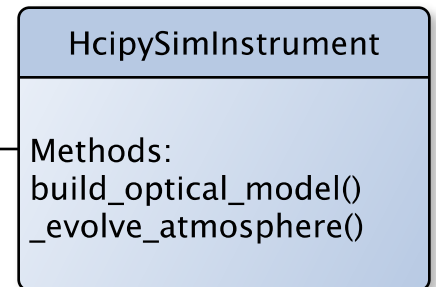 HcipySimInstrument
Methods:
build_optical_model()
_evolve_atmosphere()